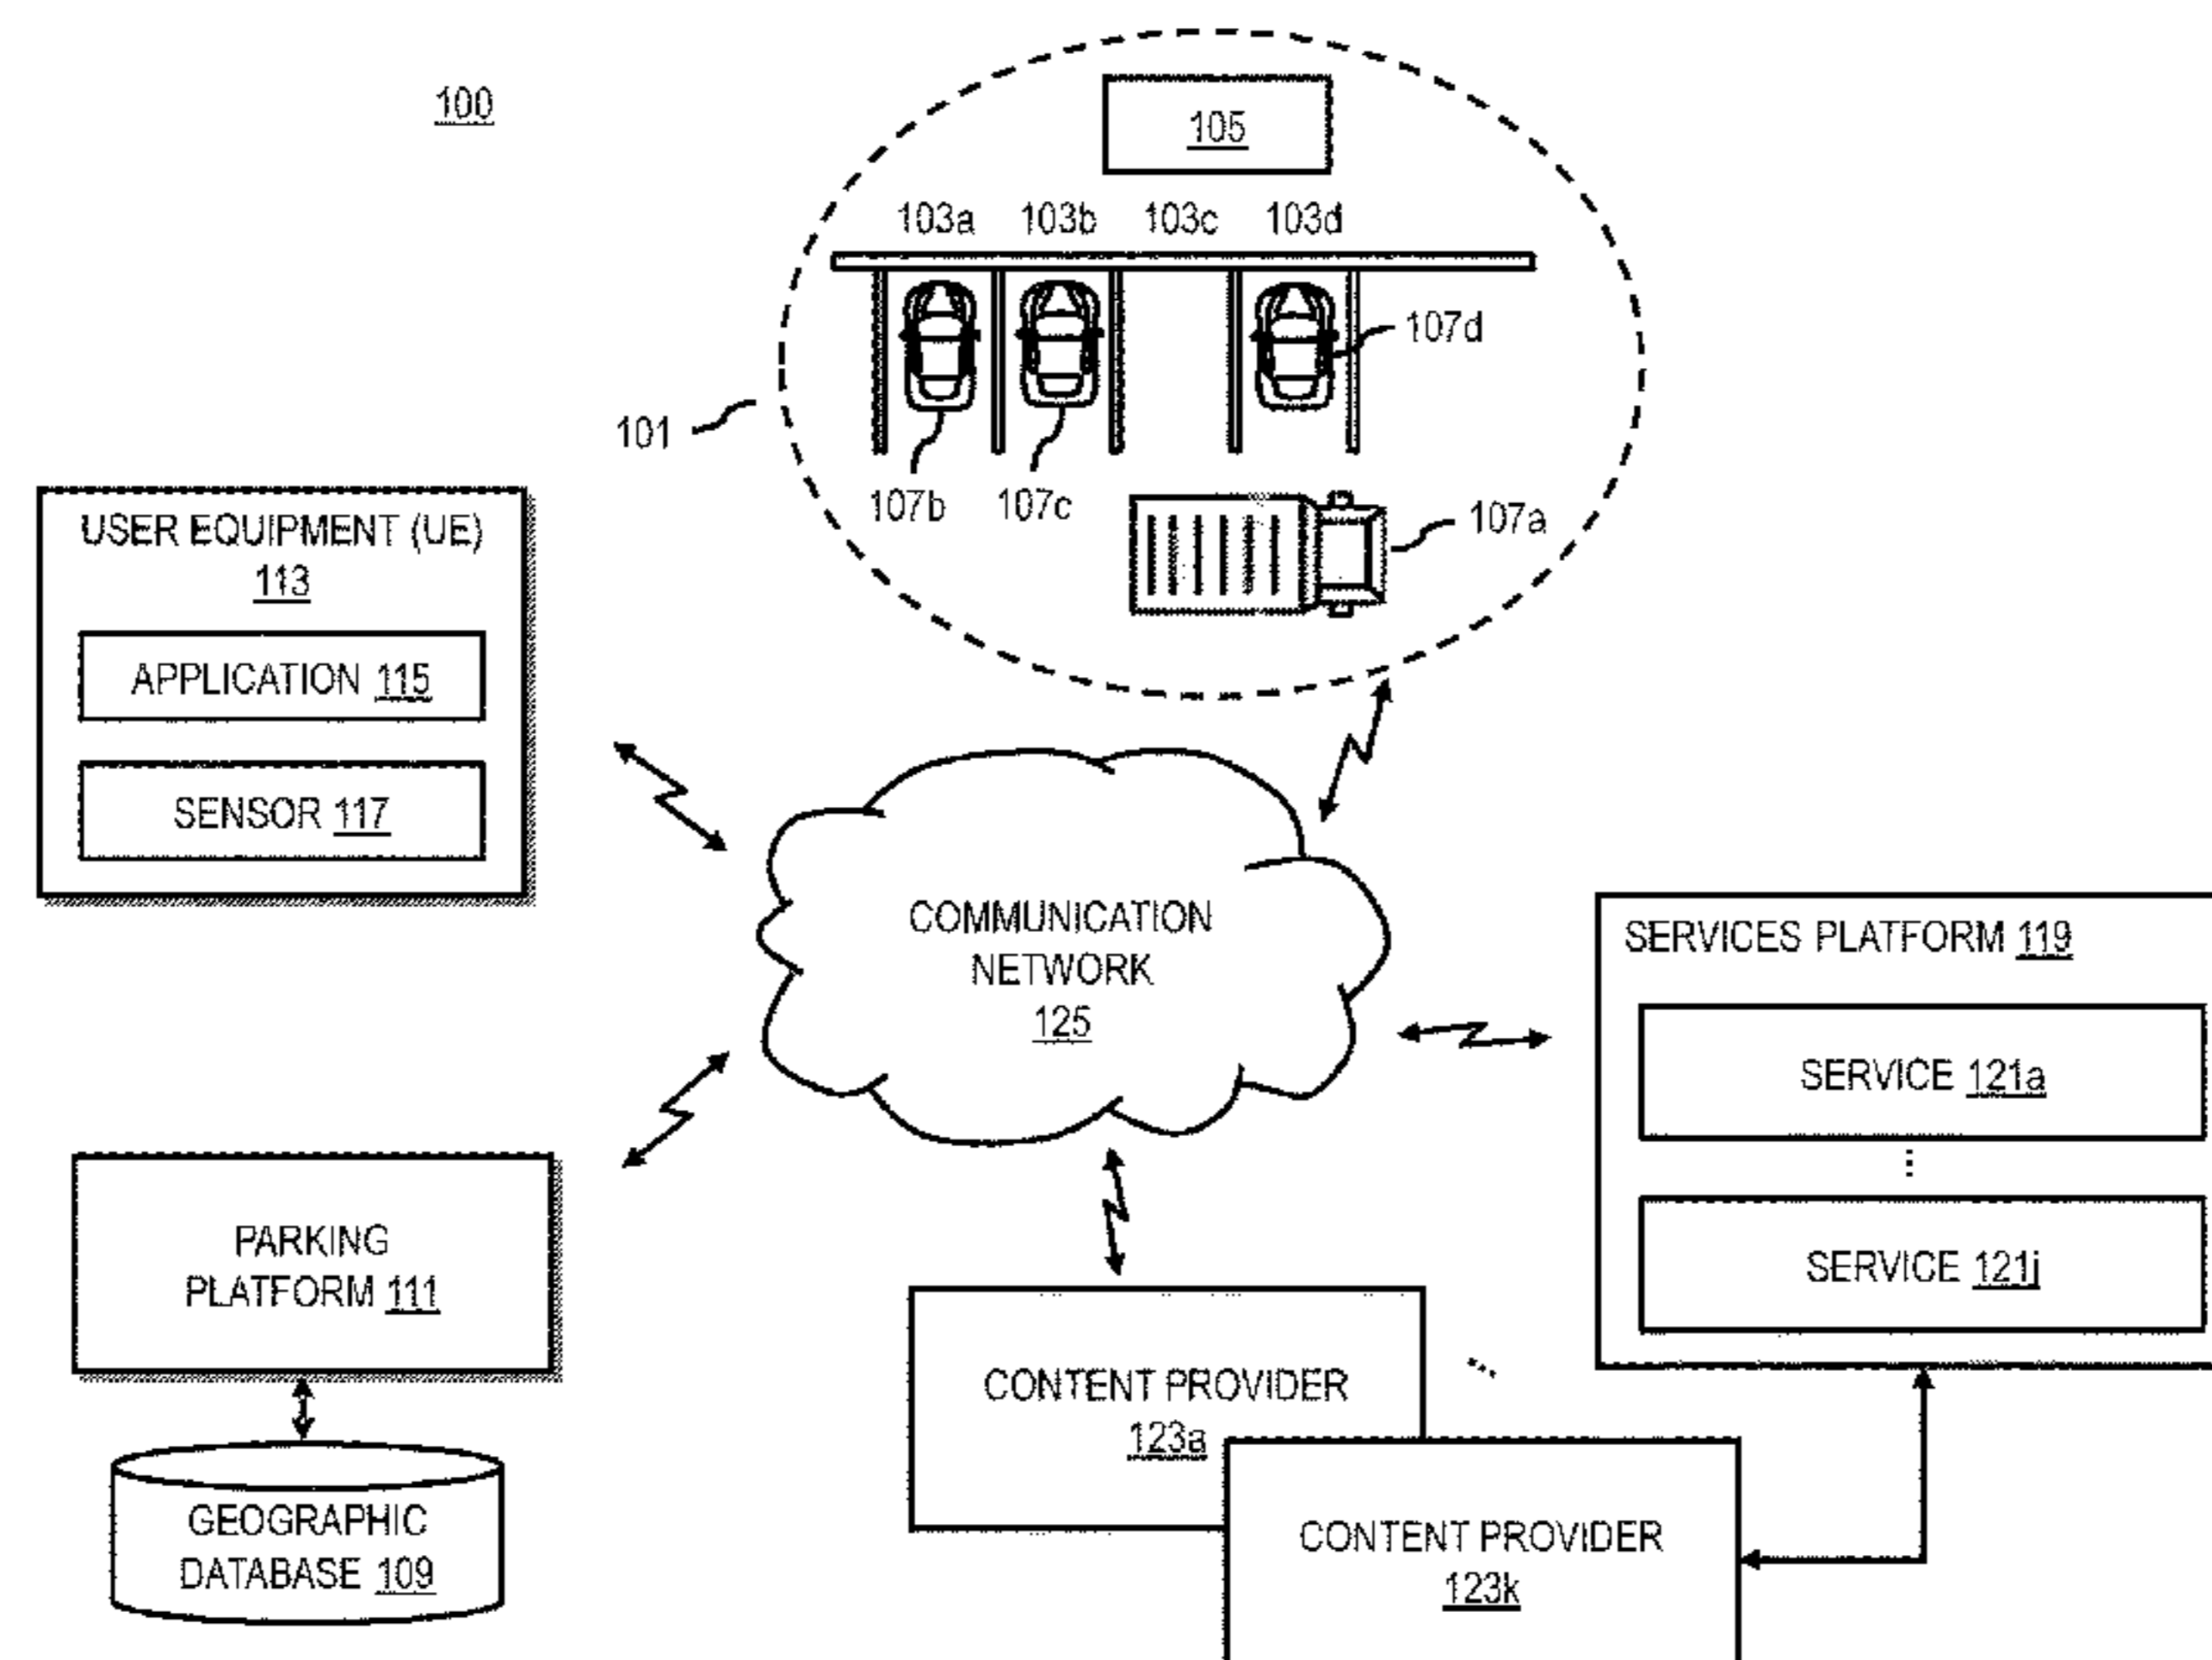 100
105
103a 103b 103c 103d
107d
101
107b 107c
107a
USER EQUIPMENT (UE)
113
APPLICATION 115
SENSOR 117
COMMUNICATION
NETWORK
125
SERVICES PLATFORM 119
SERVICE 121a
⋮
SERVICE 121j
PARKING
PLATFORM 111
GEOGRAPHIC
DATABASE 109
CONTENT PROVIDER
123a
...
CONTENT PROVIDER
123k